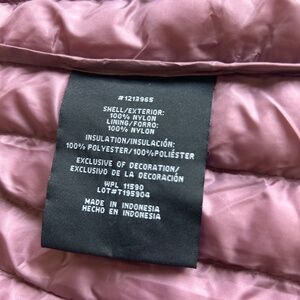 #1213965
SHELL/EXTERIOR:
100% NYLON
LINING/FORRO:
100% NYLON
INSULATION/INSULACIÓN:
100% POLYESTER/100%POLIÉSTER
EXCLUSIVE OF DECORATION/
EXCLUSIVO DE LA DECORACIÓN
WPL 11590
LOT#T195904
MADE IN INDONESIA
HECHO EN INDONESIA